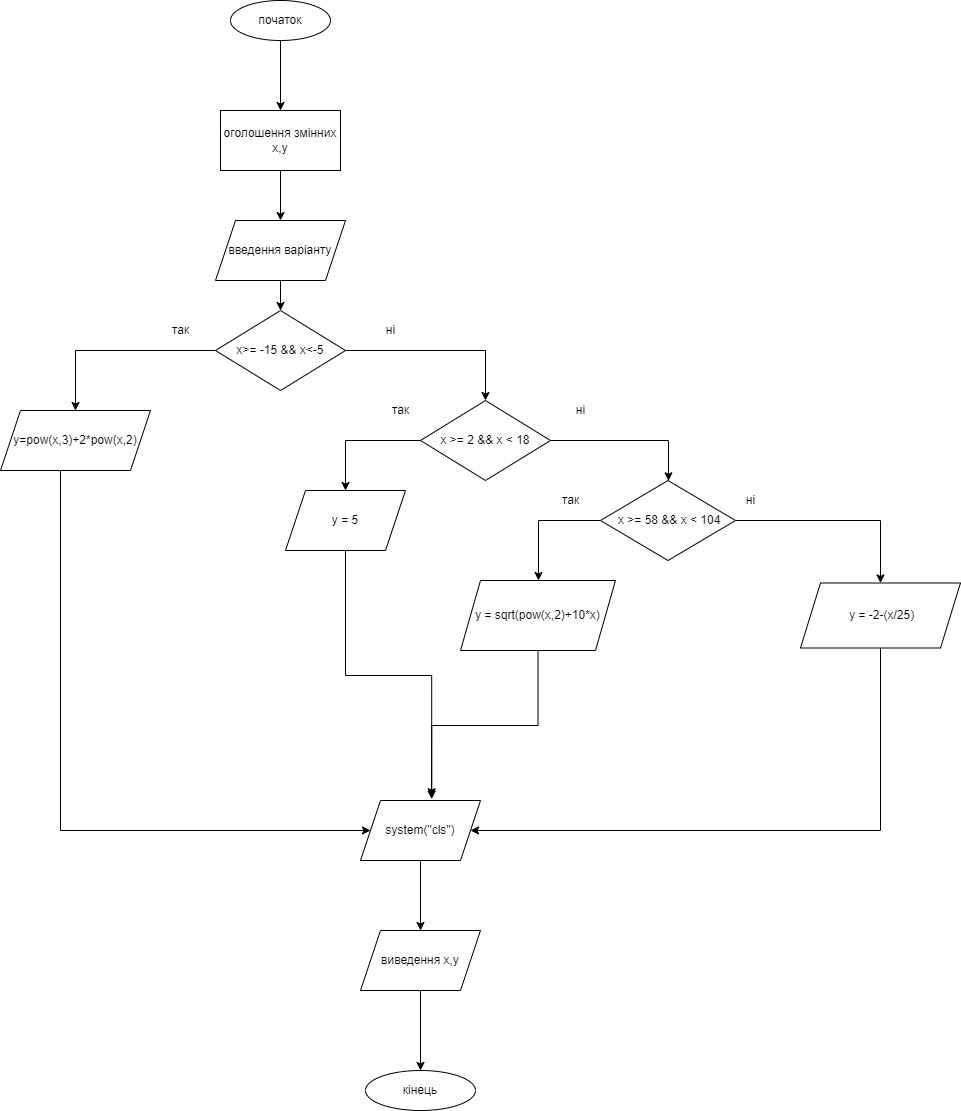 початок
оголошення змінних
x,y
введення варіанту
так
ні
x>= -15 && x<-5
так
ні
y=pow(x,3)+2*pow(x,2)
x >= 2 && x < 18
так
ні
y = 5
x >= 58 && x < 104
y = sqrt(pow(x,2)+10*x)
y = -2-(x/25)
system("cls")
виведення x,y
кінець